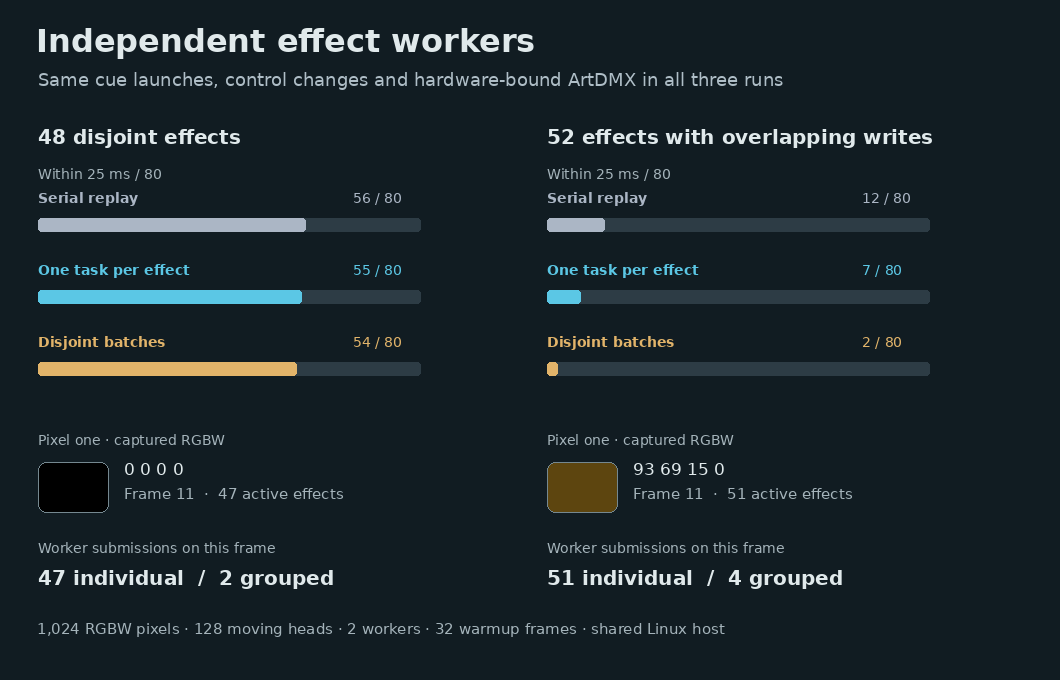 Independent effect workers
Same cue launches, control changes and hardware-bound ArtDMX in all three runs
48 disjoint effects
Within 25 ms / 80
Serial replay 56 / 80
One task per effect 55 / 80
Disjoint batches 54 / 80
Pixel one · captured RGBW
0 0 0 0
Frame 11 · 47 active effects
Worker submissions on this frame
47 individual / 2 grouped
52 effects with overlapping writes
Within 25 ms / 80
Serial replay 12 / 80
One task per effect 7 / 80
Disjoint batches 2 / 80
Pixel one · captured RGBW
93 69 15 0
Frame 11 · 51 active effects
Worker submissions on this frame
51 individual / 4 grouped
1,024 RGBW pixels · 128 moving heads · 2 workers · 32 warmup frames · shared Linux host